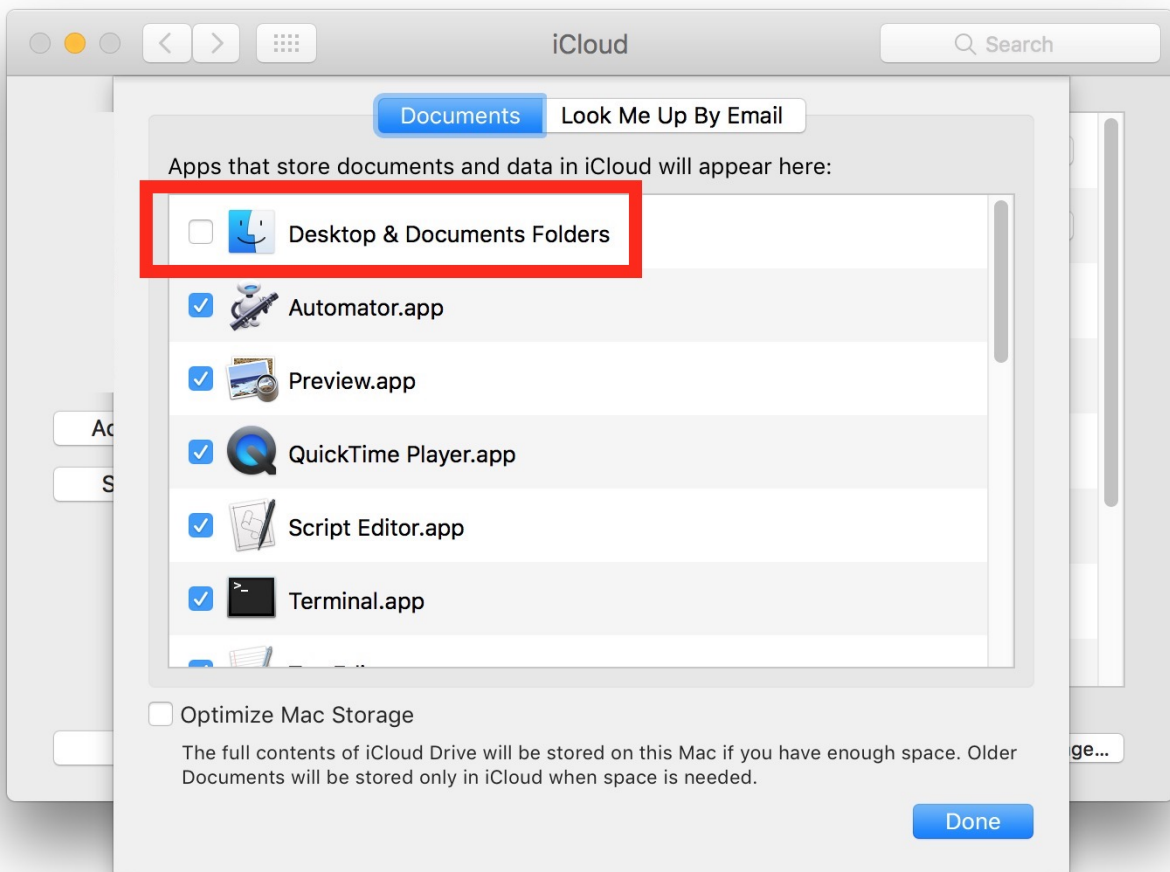 iCloud
Search
Documents
Look Me Up By Email
Apps that store documents and data in iCloud will appear here:
Desktop & Documents Folders
Automator.app
Preview.app
QuickTime Player.app
Script Editor.app
>_
Terminal.app
Optimize Mac Storage
The full contents of iCloud Drive will be stored on this Mac if you have enough space. Older
Documents will be stored only in iCloud when space is needed.
Done